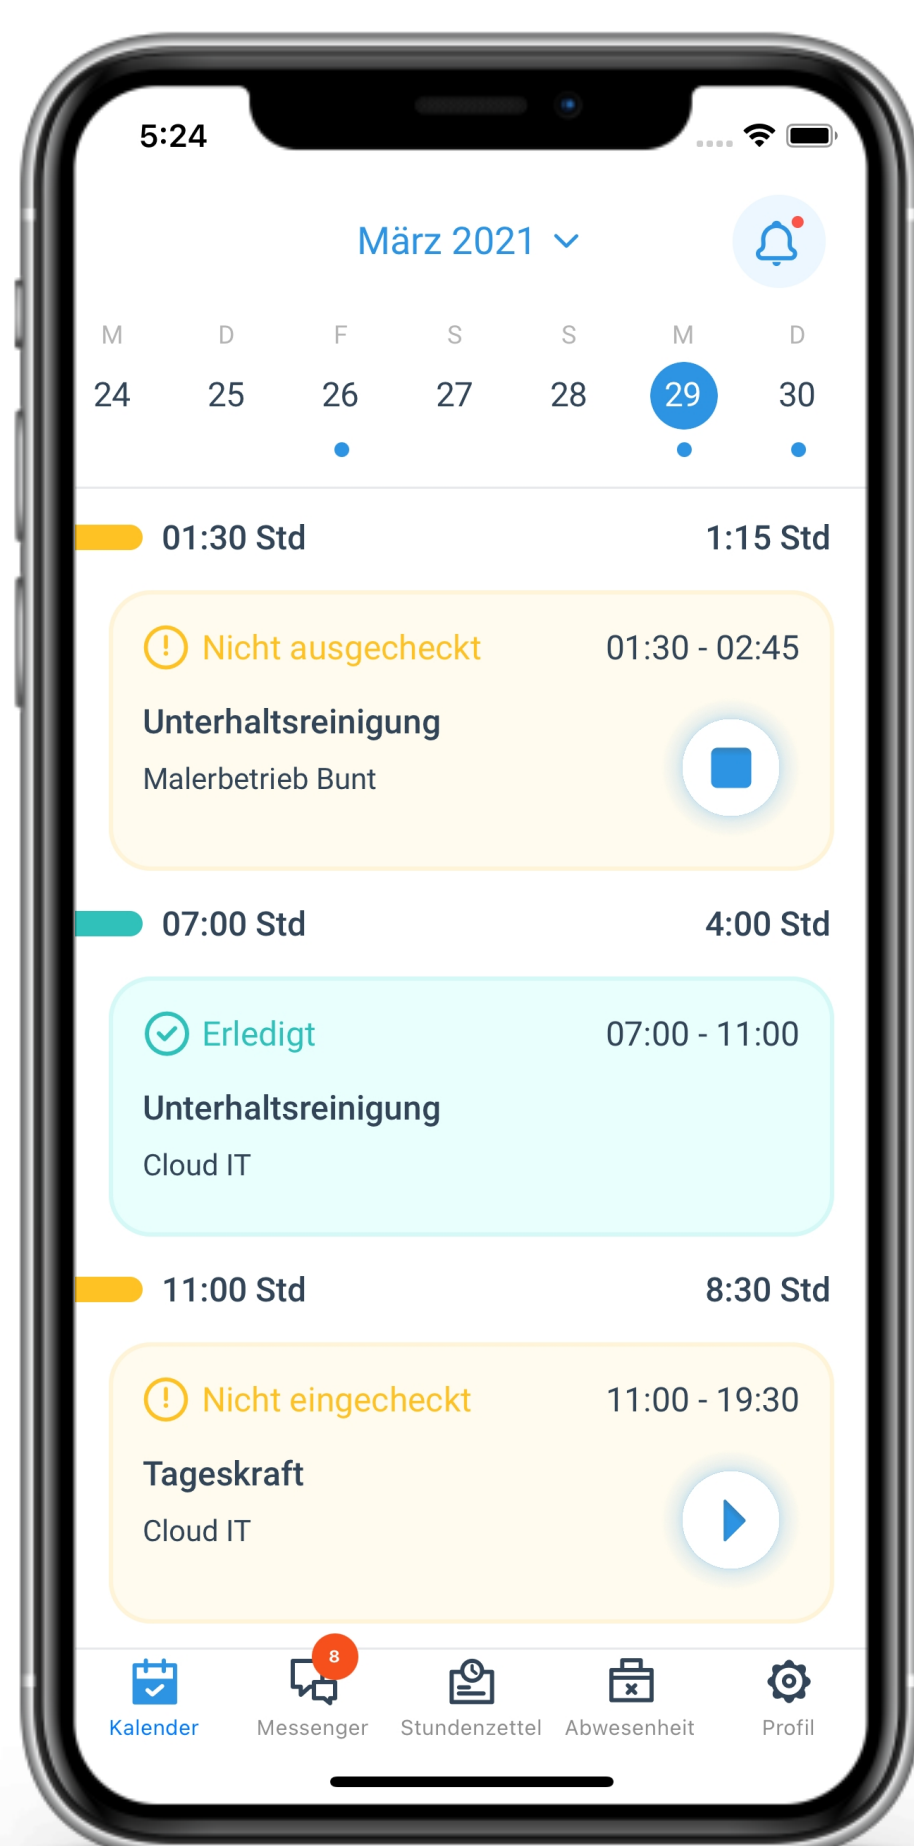 5:24
März 2021
M D F S S M D
24 25 26 27 28 29 30
01:30 Std 1:15 Std
Nicht ausgecheckt 01:30 - 02:45
Unterhaltsreinigung
Malerbetrieb Bunt
07:00 Std 4:00 Std
Erledigt 07:00 - 11:00
Unterhaltsreinigung
Cloud IT
11:00 Std 8:30 Std
Nicht eingecheckt 11:00 - 19:30
Tageskraft
Cloud IT
8
Kalender Messenger Stundenzettel Abwesenheit Profil